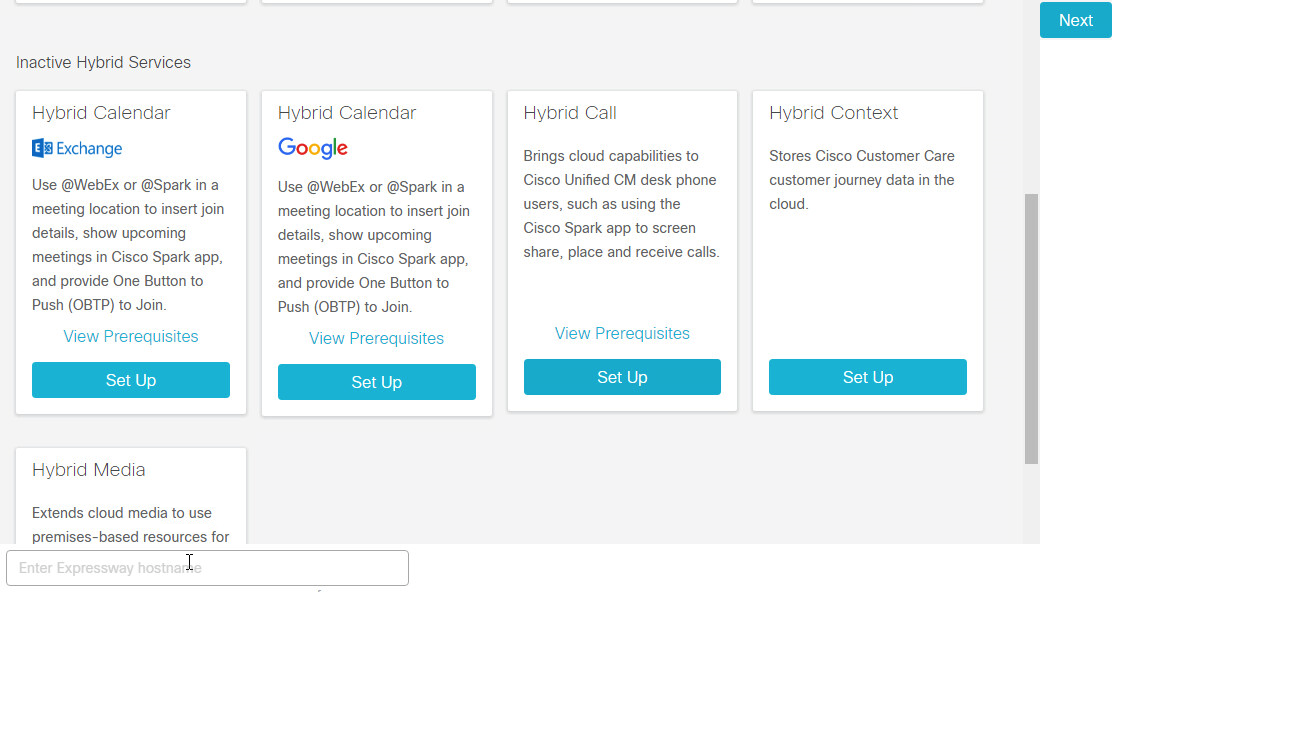 Next
Inactive Hybrid Services
Hybrid Calendar
Exchange
Use @WebEx or @Spark in a
meeting location to insert join
details, show upcoming
meetings in Cisco Spark app,
and provide One Button to
Push (OBTP) to Join.
View Prerequisites
Set Up
Hybrid Calendar
Google
Use @WebEx or @Spark in a
meeting location to insert join
details, show upcoming
meetings in Cisco Spark app,
and provide One Button to
Push (OBTP) to Join.
View Prerequisites
Set Up
Hybrid Call
Brings cloud capabilities to
Cisco Unified CM desk phone
users, such as using the
Cisco Spark app to screen
share, place and receive calls.
View Prerequisites
Set Up
Hybrid Context
Stores Cisco Customer Care
customer journey data in the
cloud.
Set Up
Hybrid Media
Extends cloud media to use
premises-based resources for
Enter Expressway hostname